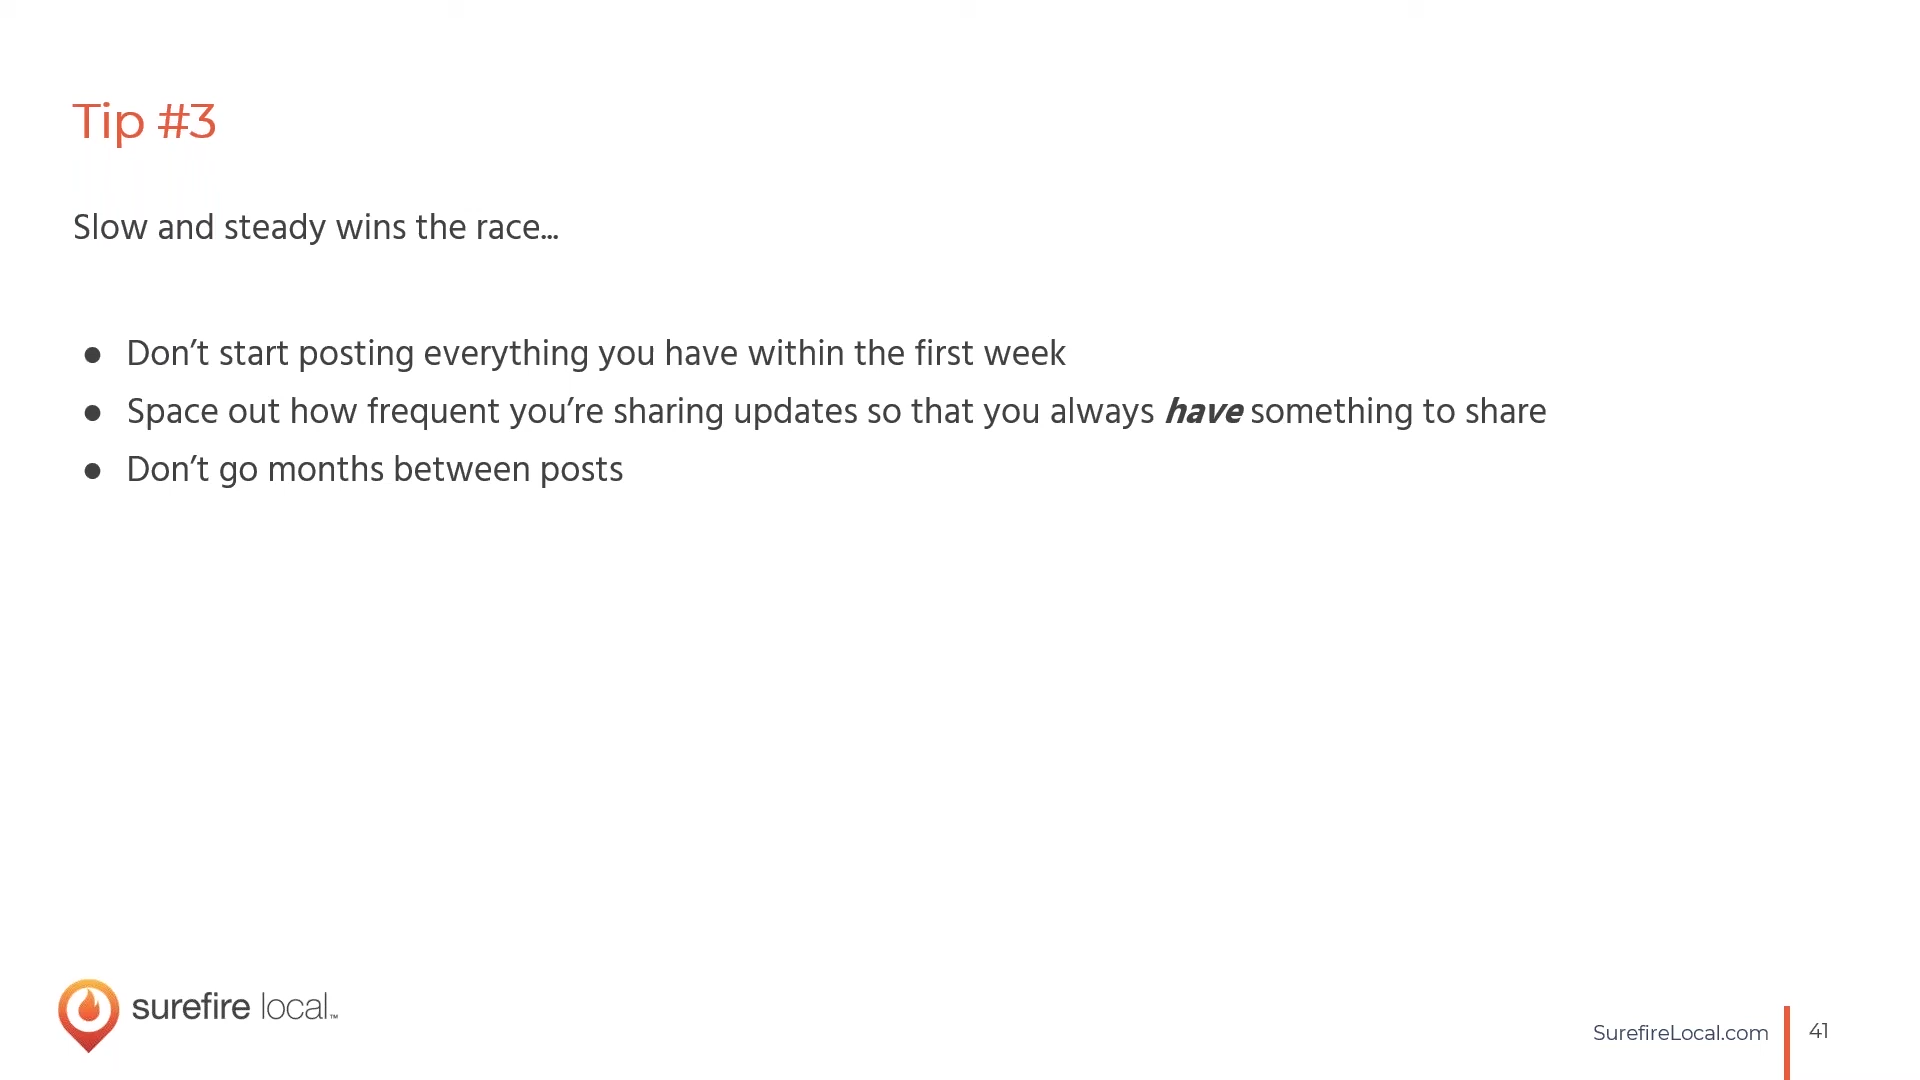 Tip #3
Slow and steady wins the race...
● Don’t start posting everything you have within the first week
● Space out how frequent you’re sharing updates so that you always have something to share
● Don’t go months between posts
surefire local™
SurefireLocal.com
41